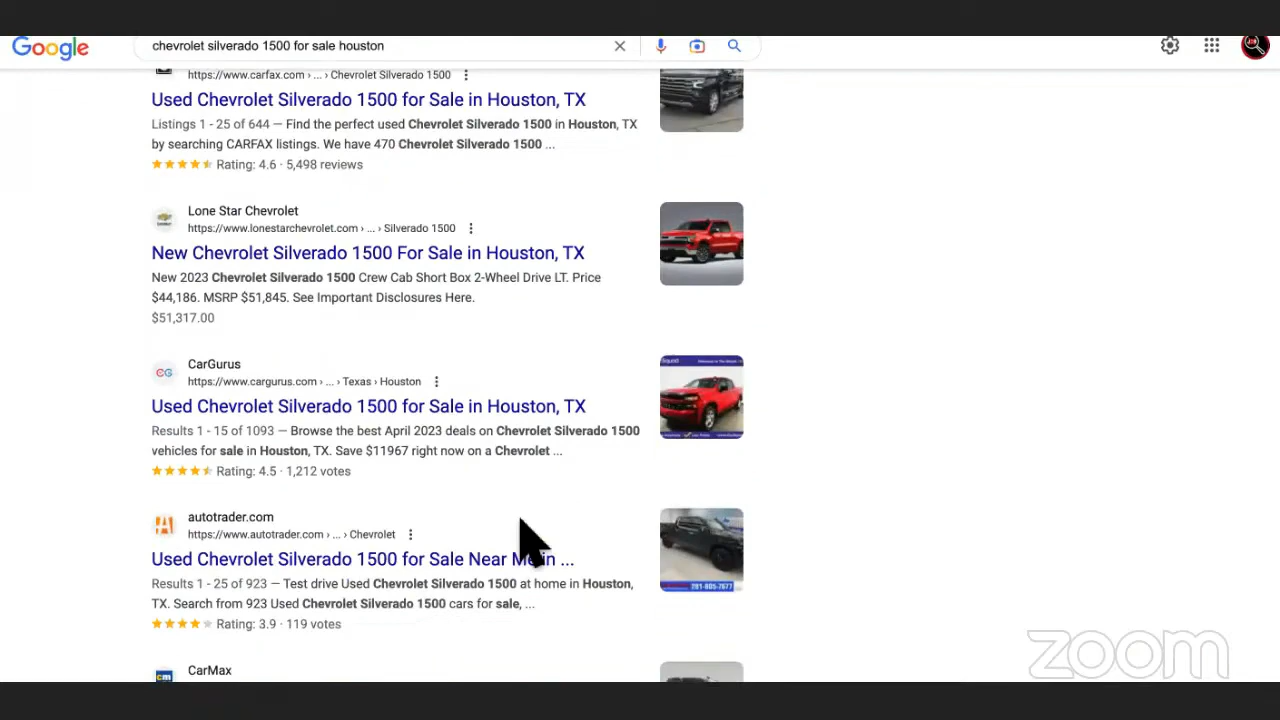 Google
chevrolet silverado 1500 for sale houston
https://www.carfax.com › ... › Chevrolet Silverado 1500
Used Chevrolet Silverado 1500 for Sale in Houston, TX
Listings 1 - 25 of 644 — Find the perfect used Chevrolet Silverado 1500 in Houston, TX
by searching CARFAX listings. We have 470 Chevrolet Silverado 1500 ...
Rating: 4.6 · 5,498 reviews
Lone Star Chevrolet
https://www.lonestarchevrolet.com › ... › Silverado 1500
New Chevrolet Silverado 1500 For Sale in Houston, TX
New 2023 Chevrolet Silverado 1500 Crew Cab Short Box 2-Wheel Drive LT. Price
$44,186. MSRP $51,845. See Important Disclosures Here.
$51,317.00
CG
CarGurus
https://www.cargurus.com › ... › Texas › Houston
Used Chevrolet Silverado 1500 for Sale in Houston, TX
Results 1 - 15 of 1093 — Browse the best April 2023 deals on Chevrolet Silverado 1500
vehicles for sale in Houston, TX. Save $11967 right now on a Chevrolet ...
Rating: 4.5 · 1,212 votes
autotrader.com
https://www.autotrader.com › ... › Chevrolet
Used Chevrolet Silverado 1500 for Sale Near Me in ...
Results 1 - 25 of 923 — Test drive Used Chevrolet Silverado 1500 at home in Houston,
TX. Search from 923 Used Chevrolet Silverado 1500 cars for sale, ...
Rating: 3.9 · 119 votes
cm
CarMax
zoom